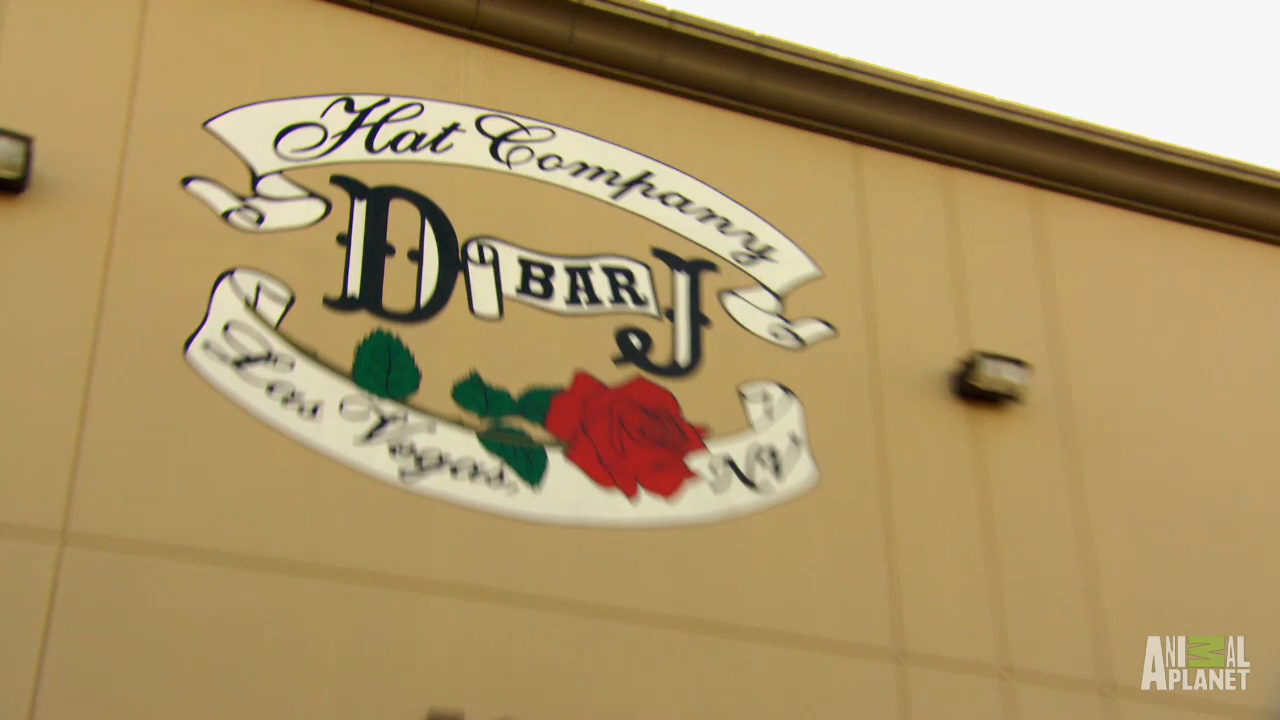 Hat Company
D BAR J
Las Vegas, NV
ANIMAL
PLANET